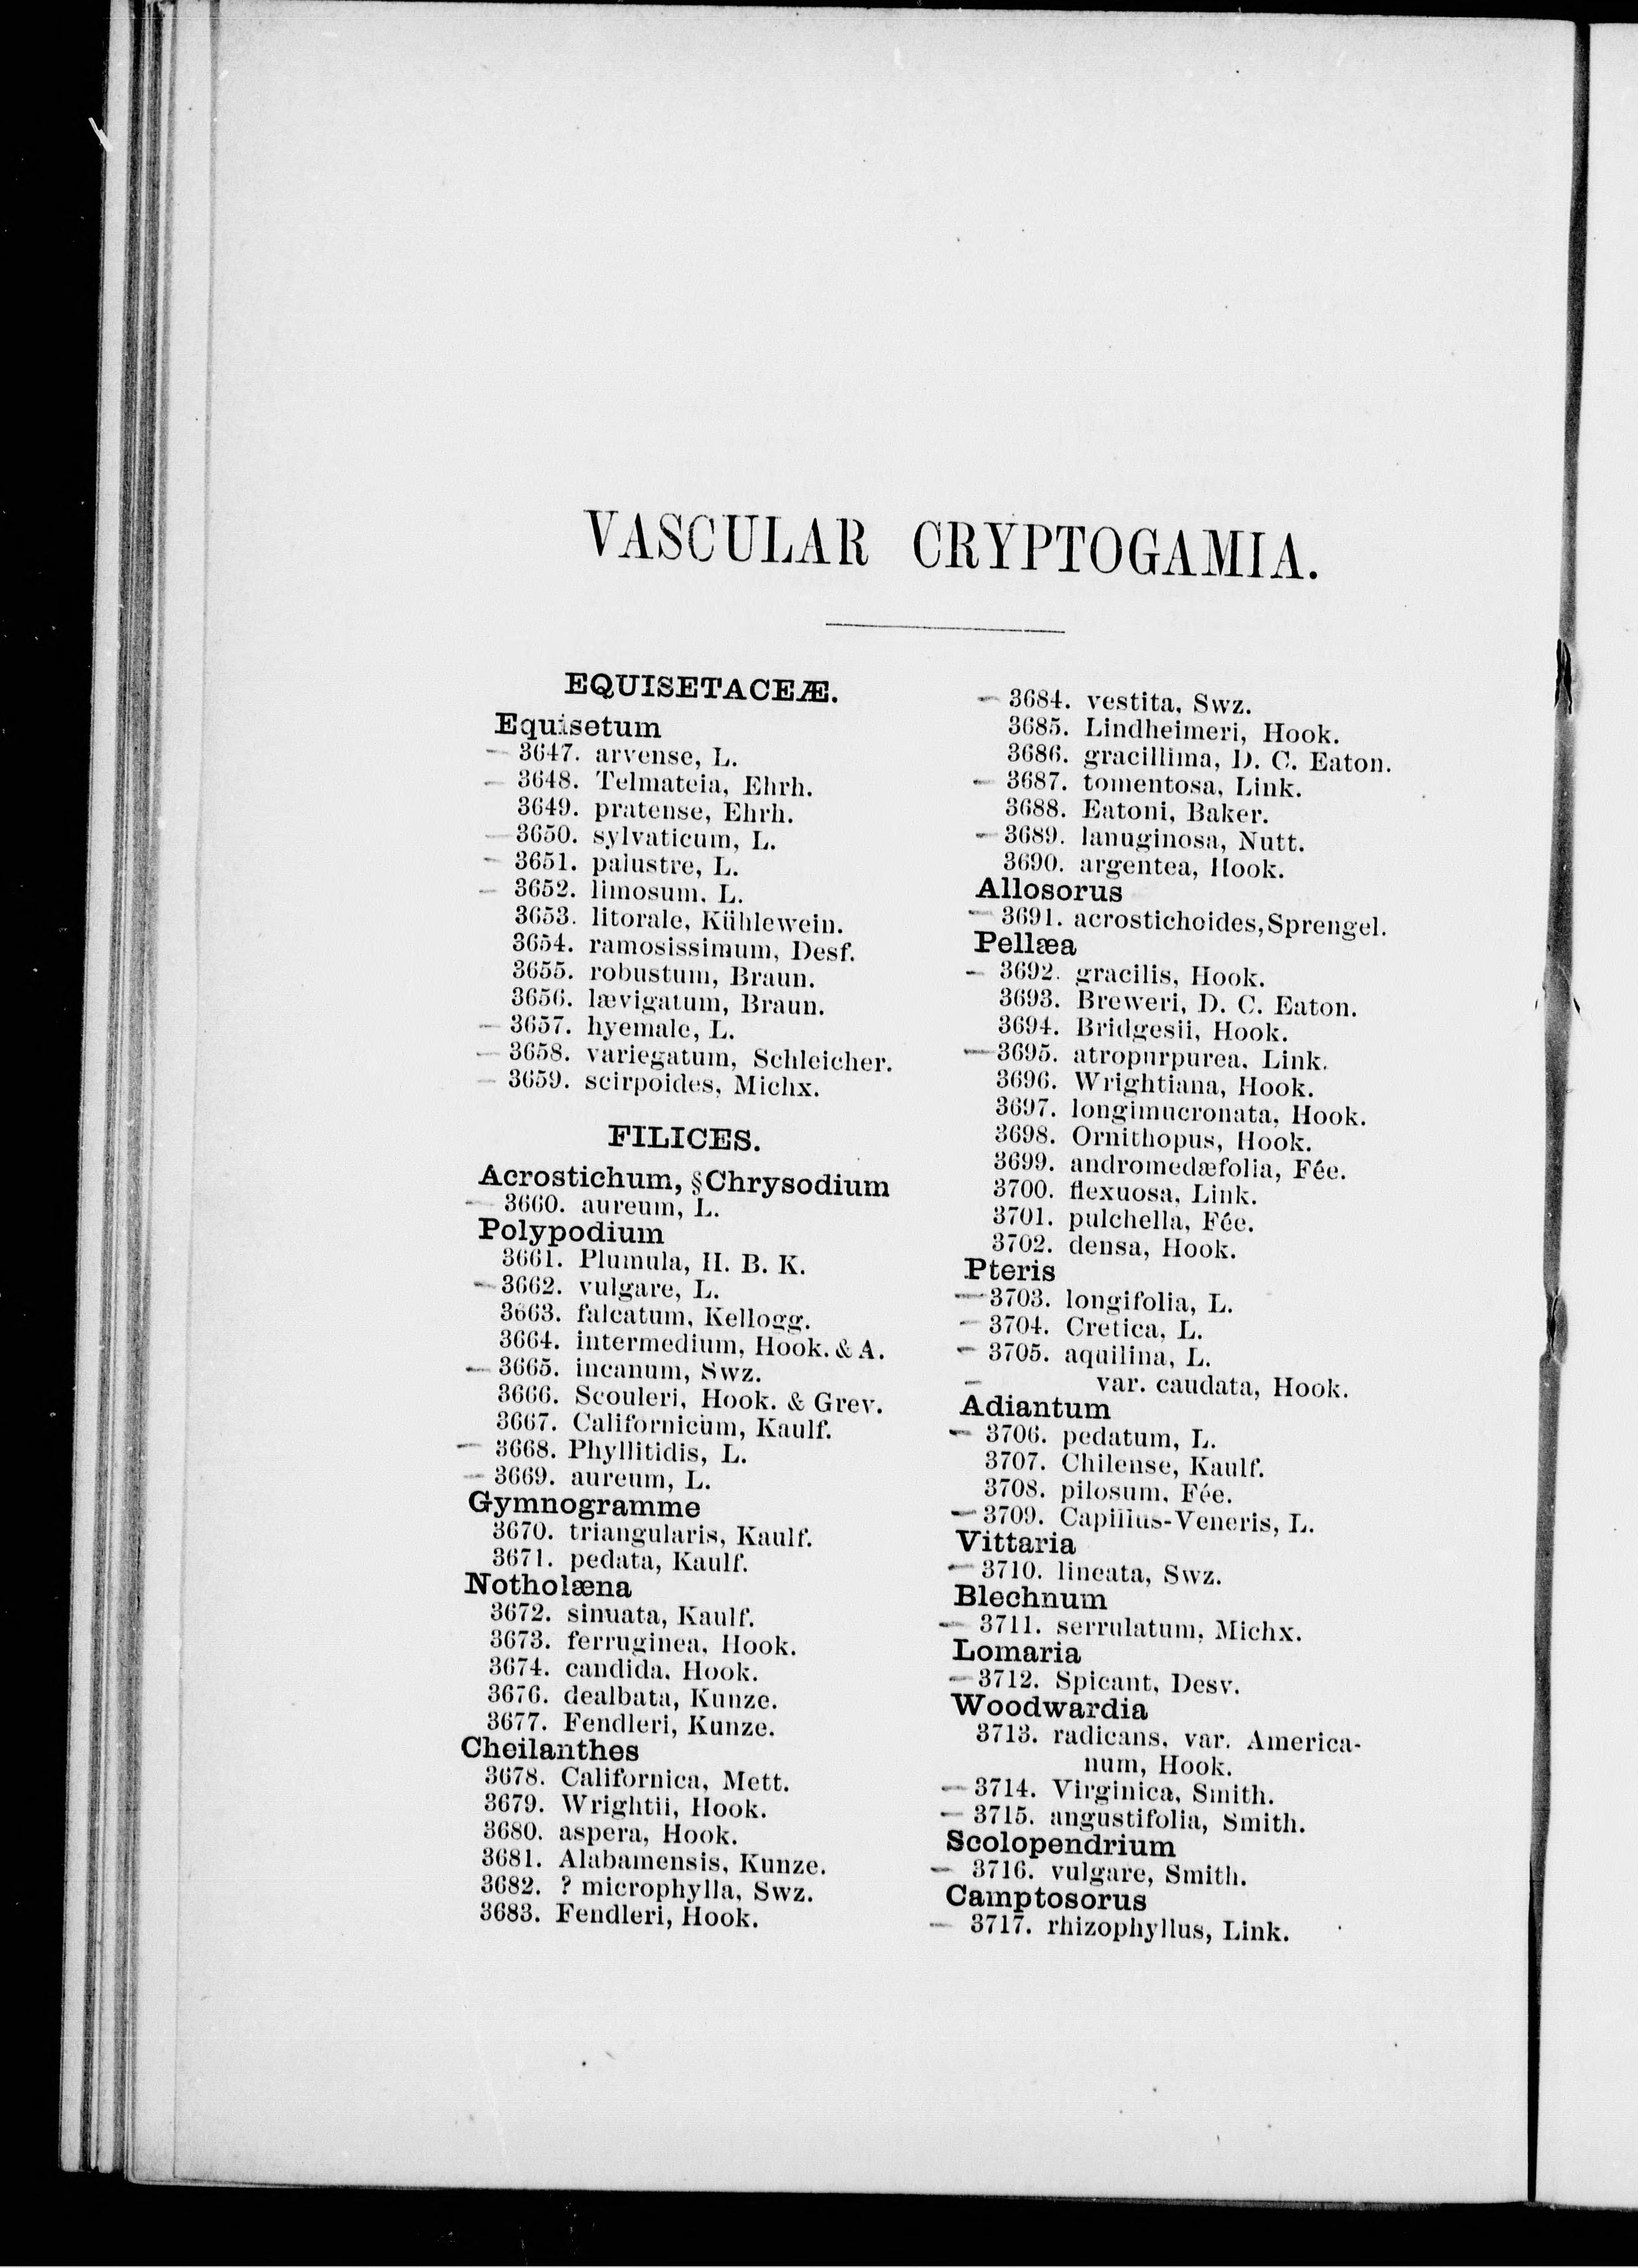 VASCULAR CRYPTOGAMIA.
EQUISETACEÆ.
Equisetum
— 3647. arvense, L.
— 3648. Telmateia, Ehrh.
3649. pratense, Ehrh.
— 3650. sylvaticum, L.
— 3651. palustre, L.
— 3652. limosum, L.
3653. litorale, Kühlewein.
3654. ramosissimum, Desf.
3655. robustum, Braun.
3656. lævigatum, Braun.
— 3657. hyemale, L.
— 3658. variegatum, Schleicher.
— 3659. scirpoides, Michx.
FILICES.
Acrostichum, §Chrysodium
— 3660. aureum, L.
Polypodium
3661. Plumula, H. B. K.
— 3662. vulgare, L.
3663. falcatum, Kellogg.
3664. intermedium, Hook. & A.
— 3665. incanum, Swz.
3666. Scouleri, Hook. & Grev.
3667. Californicum, Kaulf.
— 3668. Phyllitidis, L.
— 3669. aureum, L.
Gymnogramme
3670. triangularis, Kaulf.
3671. pedata, Kaulf.
Notholæna
3672. sinuata, Kaulf.
3673. ferruginea, Hook.
3674. candida, Hook.
3676. dealbata, Kunze.
3677. Fendleri, Kunze.
Cheilanthes
3678. Californica, Mett.
3679. Wrightii, Hook.
3680. aspera, Hook.
3681. Alabamensis, Kunze.
3682. ? microphylla, Swz.
3683. Fendleri, Hook.
— 3684. vestita, Swz.
3685. Lindheimeri, Hook.
3686. gracillima, D. C. Eaton.
— 3687. tomentosa, Link.
3688. Eatoni, Baker.
— 3689. lanuginosa, Nutt.
3690. argentea, Hook.
Allosorus
— 3691. acrostichoides, Sprengel.
Pellæa
— 3692. gracilis, Hook.
3693. Breweri, D. C. Eaton.
3694. Bridgesii, Hook.
— 3695. atropurpurea, Link.
3696. Wrightiana, Hook.
3697. longimucronata, Hook.
3698. Ornithopus, Hook.
3699. andromedæfolia, Fée.
3700. flexuosa, Link.
3701. pulchella, Fée.
3702. densa, Hook.
Pteris
— 3703. longifolia, L.
— 3704. Cretica, L.
— 3705. aquilina, L.
— var. caudata, Hook.
Adiantum
— 3706. pedatum, L.
3707. Chilense, Kaulf.
3708. pilosum, Fée.
— 3709. Capillus-Veneris, L.
Vittaria
— 3710. lineata, Swz.
Blechnum
— 3711. serrulatum, Michx.
Lomaria
— 3712. Spicant, Desv.
Woodwardia
3713. radicans, var. America-
num, Hook.
— 3714. Virginica, Smith.
— 3715. angustifolia, Smith.
Scolopendrium
— 3716. vulgare, Smith.
Camptosorus
— 3717. rhizophyllus, Link.